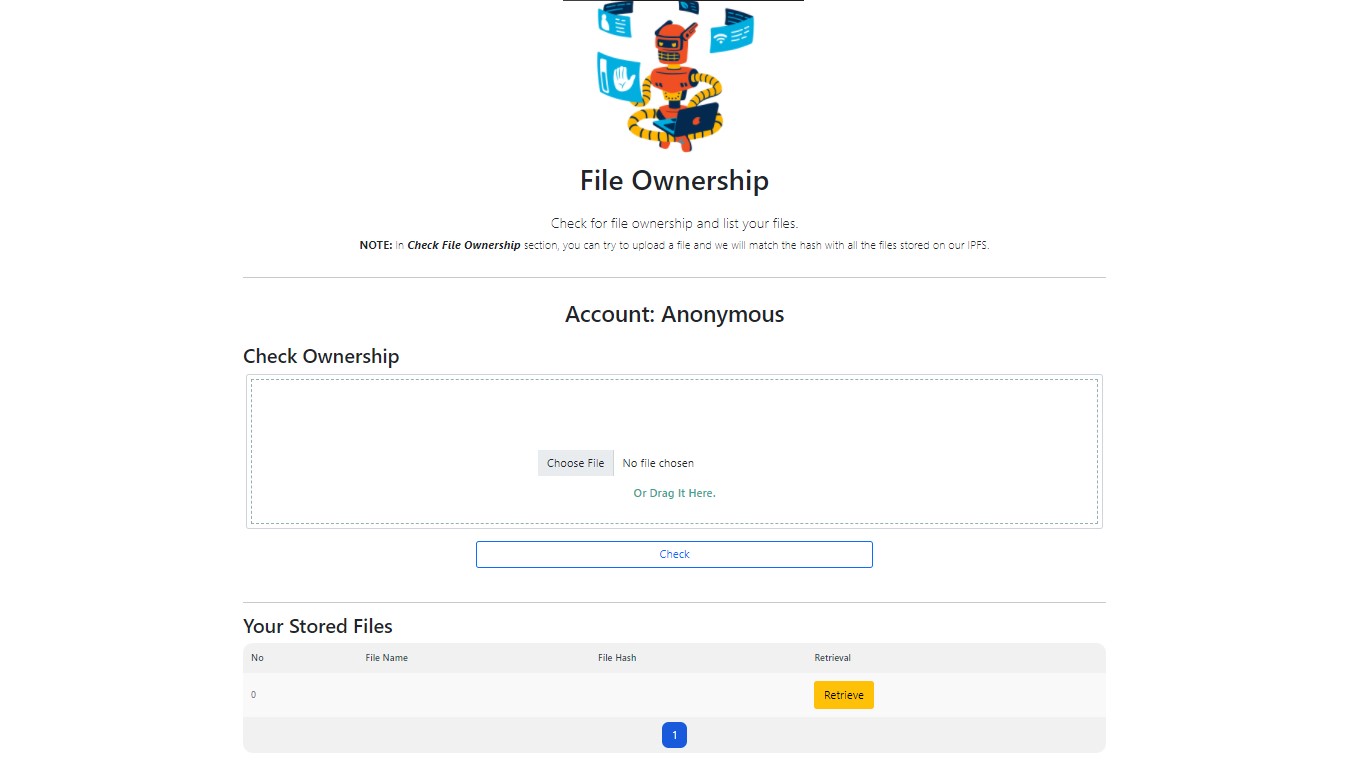 File Ownership
Check for file ownership and list your files.
NOTE: In Check File Ownership section, you can try to upload a file and we will match the hash with all the files stored on our IPFS.
Account: Anonymous
Check Ownership
Choose File No file chosen
Or Drag It Here.
Check
Your Stored Files
No File Name File Hash Retrieval
0 Retrieve
1